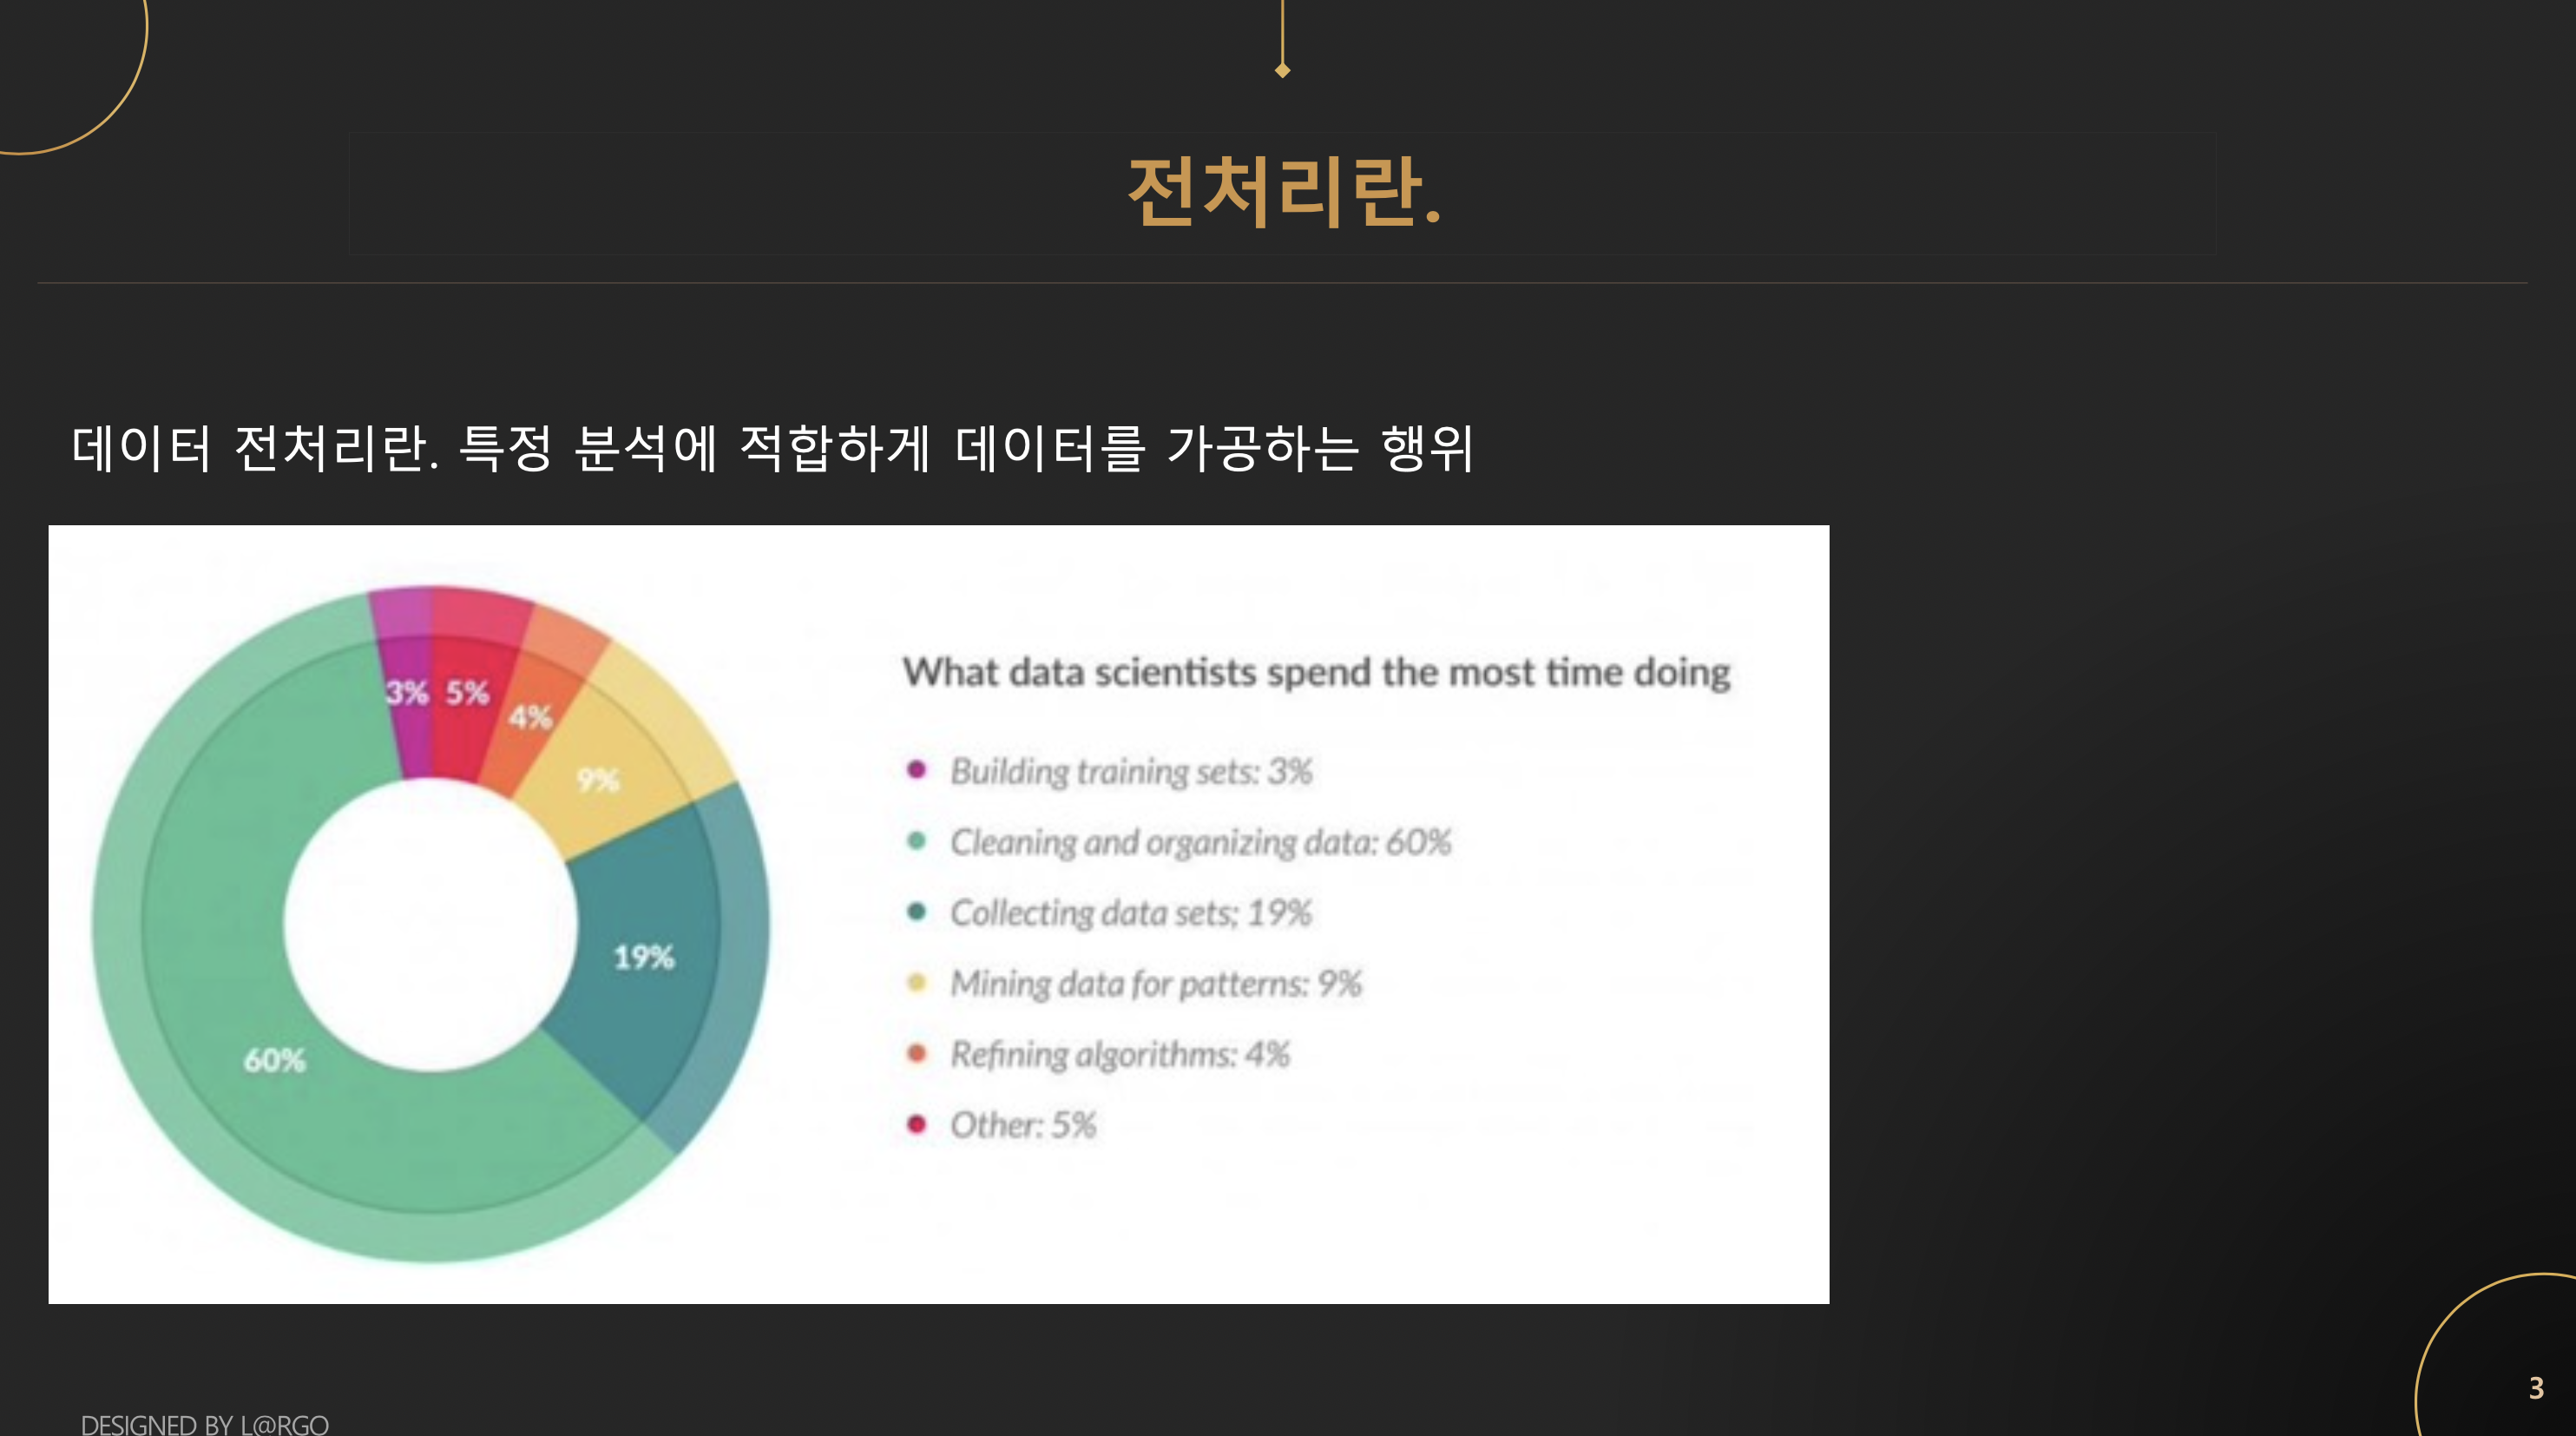 전처리란.
데이터 전처리란. 특정 분석에 적합하게 데이터를 가공하는 행위
3% 5%
4%
9%
19%
60%
What data scientists spend the most time doing
Building training sets: 3%
Cleaning and organizing data: 60%
Collecting data sets; 19%
Mining data for patterns: 9%
Refining algorithms: 4%
Other: 5%
3
DESIGNED BY L@RGO